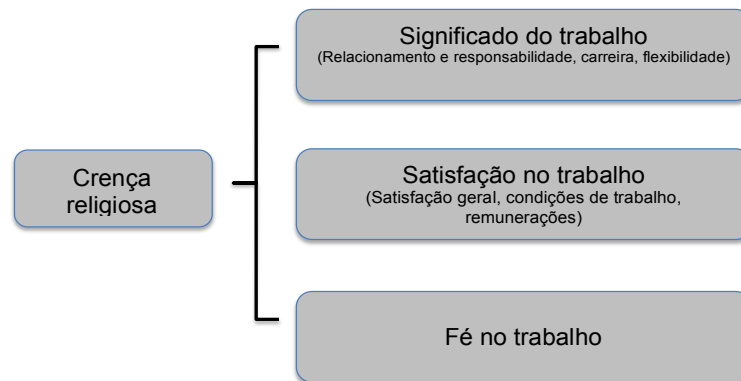 Significado do trabalho
(Relacionamento e responsabilidade, carreira, flexibilidade)
Crença
religiosa
Satisfação no trabalho
(Satisfação geral, condições de trabalho,
remunerações)
Fé no trabalho